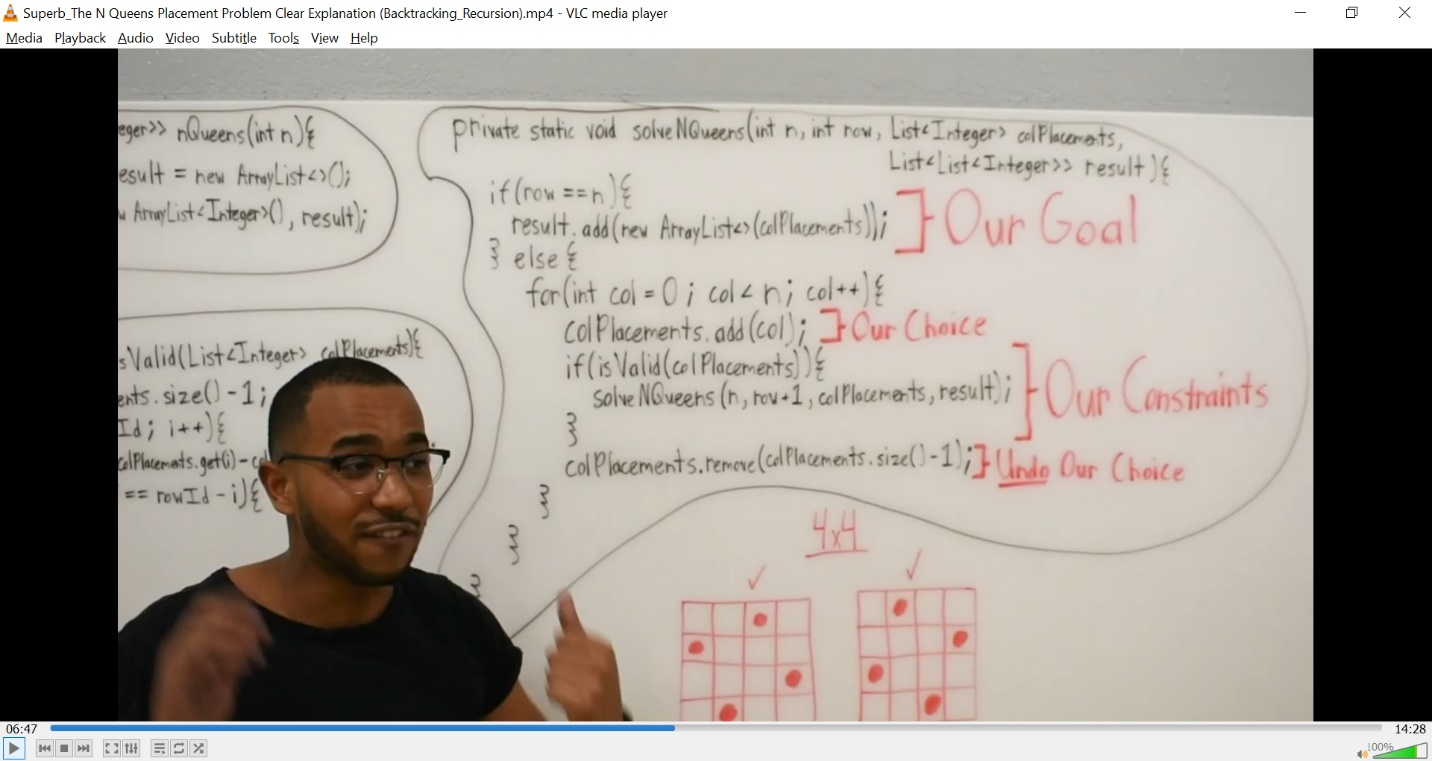 Superb_The N Queens Placement Problem Clear Explanation (Backtracking_Recursion).mp4 - VLC media player
Media Playback Audio Video Subtitle Tools View Help
eger>> nQueens(int n){
esult = new ArrayList<>();
w ArrayList<Integer>(), result);
sValid(List<Integer> colPlacements){
ents.size()-1;
Id; i++){
colPlacements.get(i)-co
== rowId-i){
private static void solveNQueens(int n, int row, List<Integer> colPlacements,
List<List<Integer>> result){
if(row==n){
result.add(new ArrayList<>(colPlacements));
} else {
for(int col = 0; col < n; col++){
colPlacements.add(col);
if(isValid(colPlacements)){
solveNQueens(n, row+1, colPlacements, result);
}
colPlacements.remove(colPlacements.size()-1);
}
}
}
} Our Goal
} Our Choice
} Our Constraints
} Undo Our Choice
4x4
✓ ✓
06:47 14:28
100%